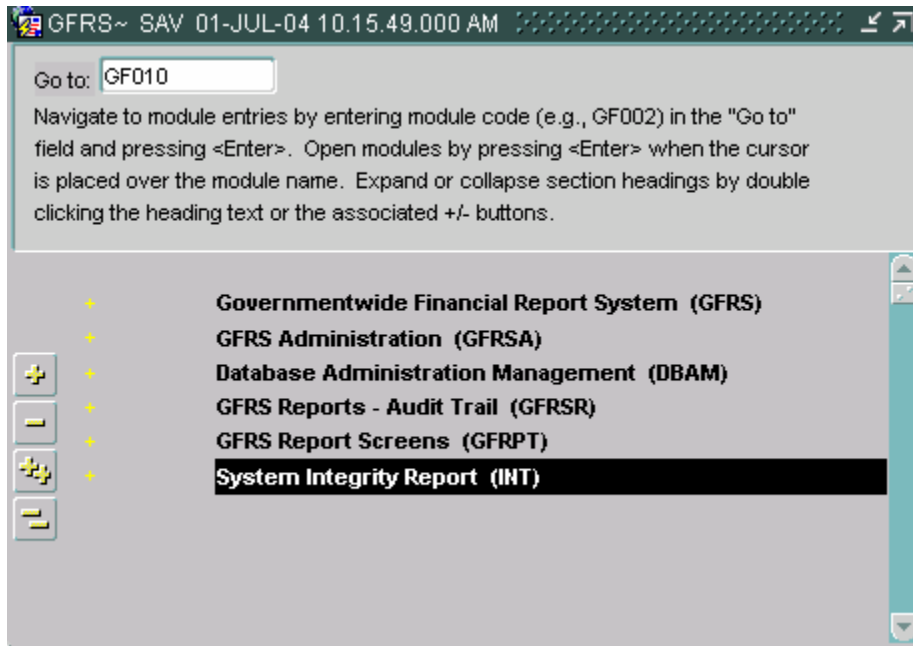 GFRS~ SAV 01-JUL-04 10.15.49.000 AM
Go to: GF010
Navigate to module entries by entering module code (e.g., GF002) in the "Go to"
field and pressing <Enter>. Open modules by pressing <Enter> when the cursor
is placed over the module name. Expand or collapse section headings by double
clicking the heading text or the associated +/- buttons.
+ Governmentwide Financial Report System (GFRS)
+ GFRS Administration (GFRSA)
+ Database Administration Management (DBAM)
+ GFRS Reports - Audit Trail (GFRSR)
+ GFRS Report Screens (GFRPT)
+ System Integrity Report (INT)